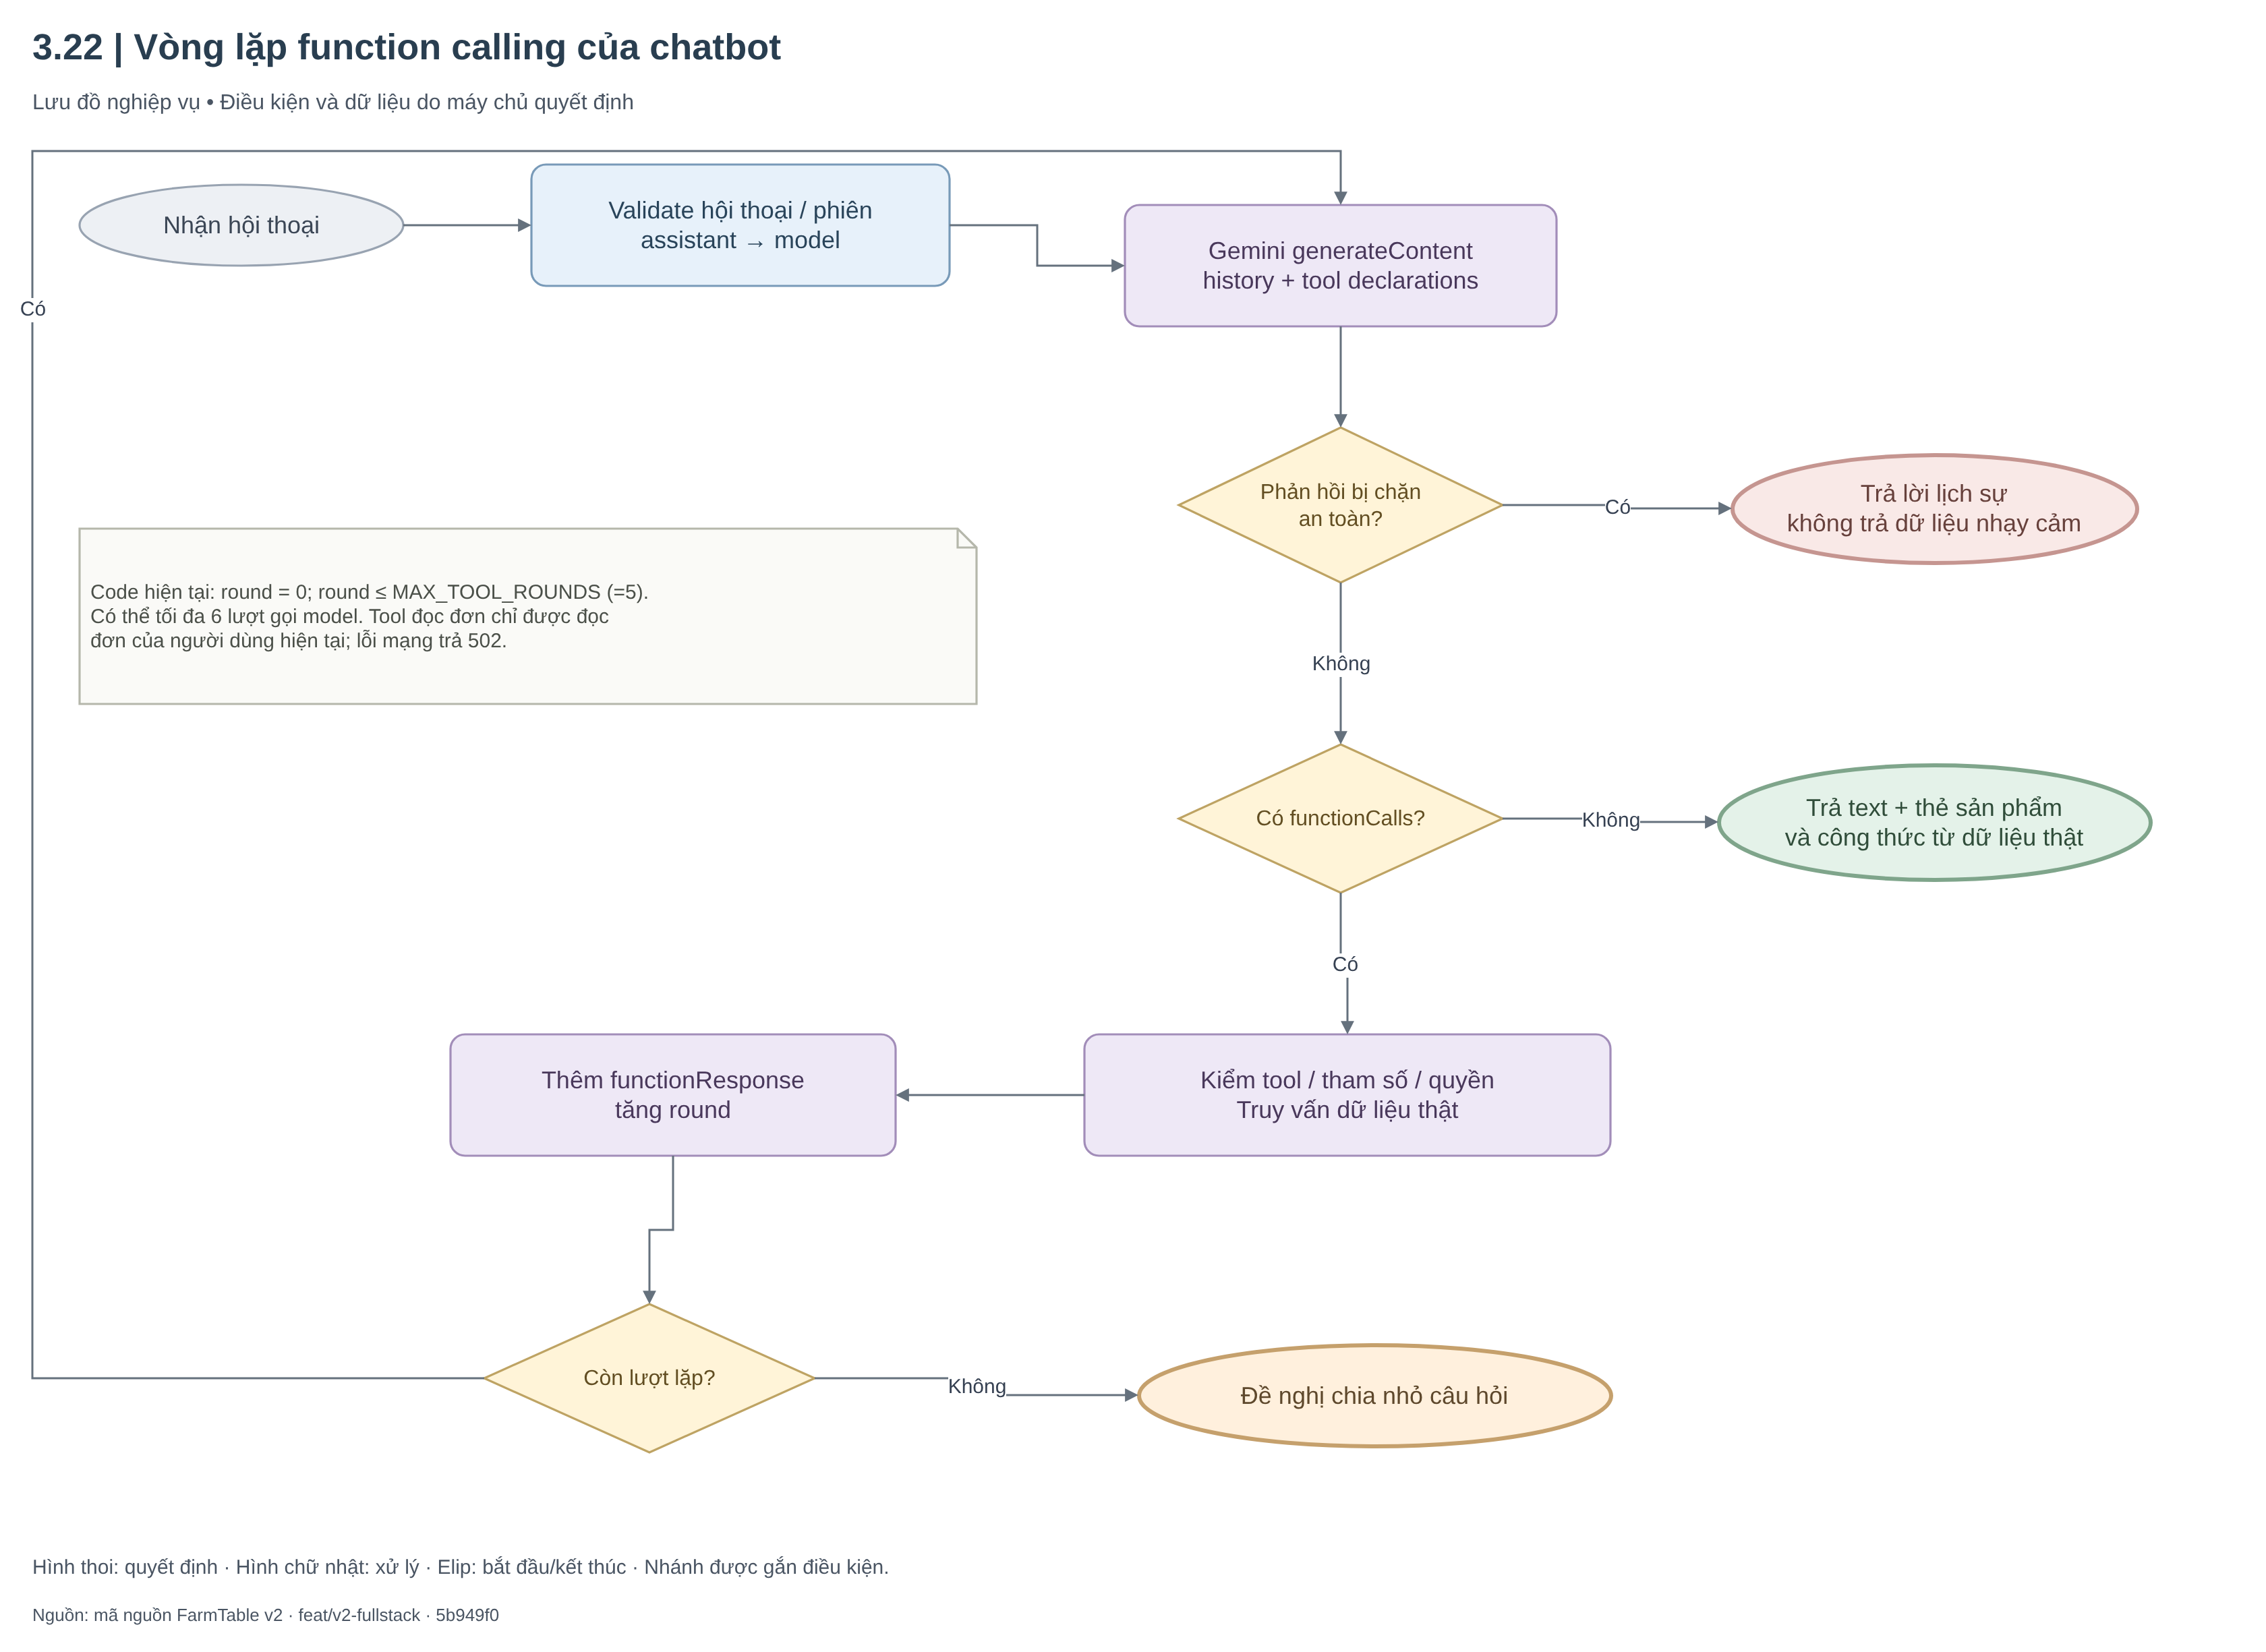 3.22 | Vòng lặp function calling của chatbot
Lưu đồ nghiệp vụ • Điều kiện và dữ liệu do máy chủ quyết định
Nhận hội thoại
Validate hội thoại / phiên
assistant → model
Gemini generateContent
history + tool declarations
Có
Phản hồi bị chặn
an toàn?
Có
Trả lời lịch sự
không trả dữ liệu nhạy cảm
Code hiện tại: round = 0; round ≤ MAX_TOOL_ROUNDS (=5).
Có thể tối đa 6 lượt gọi model. Tool đọc đơn chỉ được đọc
đơn của người dùng hiện tại; lỗi mạng trả 502.
Không
Có functionCalls?
Không
Trả text + thẻ sản phẩm
và công thức từ dữ liệu thật
Có
Thêm functionResponse
tăng round
Kiểm tool / tham số / quyền
Truy vấn dữ liệu thật
Còn lượt lặp?
Không
Đề nghị chia nhỏ câu hỏi
Hình thoi: quyết định · Hình chữ nhật: xử lý · Elip: bắt đầu/kết thúc · Nhánh được gắn điều kiện.
Nguồn: mã nguồn FarmTable v2 · feat/v2-fullstack · 5b949f0